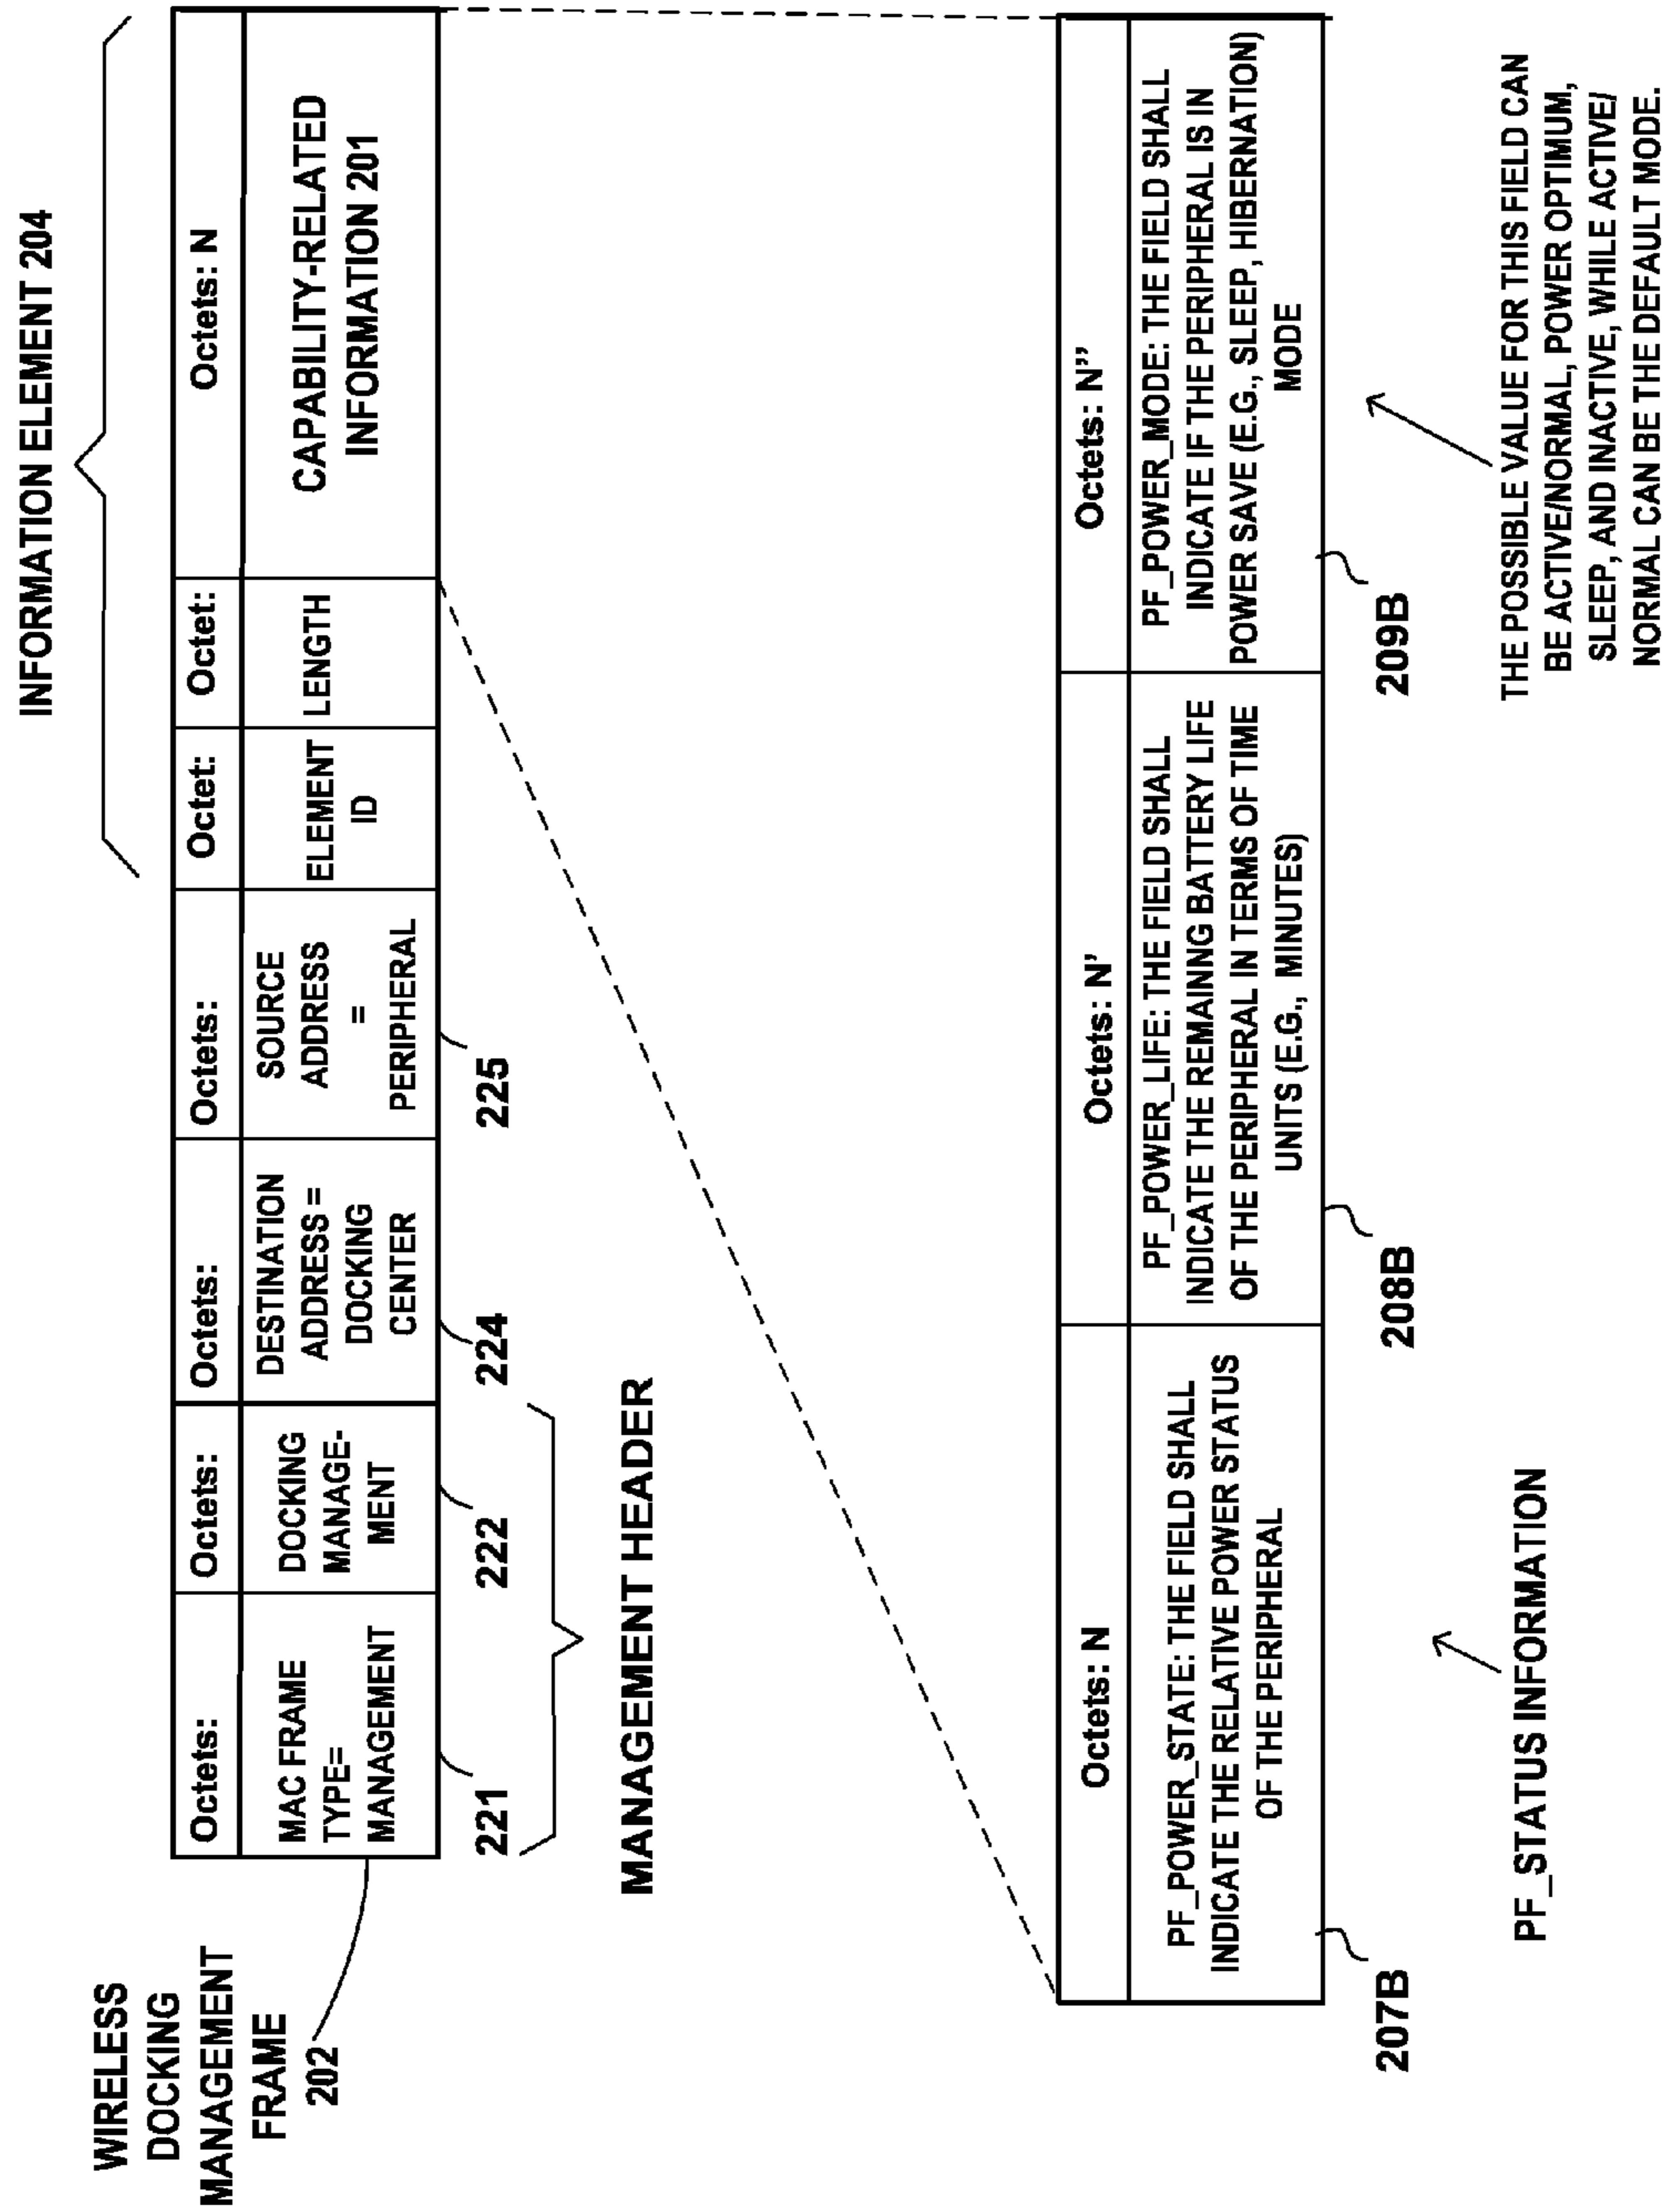 INFORMATION ELEMENT 204
WIRELESS
DOCKING
MANAGEMENT
FRAME
202
Octets:
Octets:
Octets:
Octets:
Octet:
Octet:
Octets: N
MAC FRAME
TYPE=
MANAGEMENT
DOCKING
MANAGE-
MENT
DESTINATION
ADDRESS =
DOCKING
CENTER
SOURCE
ADDRESS
=
PERIPHERAL
ELEMENT
ID
LENGTH
CAPABILITY-RELATED
INFORMATION 201
221
222
224
225
MANAGEMENT HEADER
Octets: N
Octets: N'
Octets: N''
PF_POWER_STATE: THE FIELD SHALL
INDICATE THE RELATIVE POWER STATUS
OF THE PERIPHERAL
PF_POWER_LIFE: THE FIELD SHALL
INDICATE THE REMAINING BATTERY LIFE
OF THE PERIPHERAL IN TERMS OF TIME
UNITS (E.G., MINUTES)
PF_POWER_MODE: THE FIELD SHALL
INDICATE IF THE PERIPHERAL IS IN
POWER SAVE (E.G., SLEEP, HIBERNATION)
MODE
207B
208B
209B
PF_STATUS INFORMATION
THE POSSIBLE VALUE FOR THIS FIELD CAN
BE ACTIVE/NORMAL, POWER OPTIMUM,
SLEEP, AND INACTIVE, WHILE ACTIVE/
NORMAL CAN BE THE DEFAULT MODE.